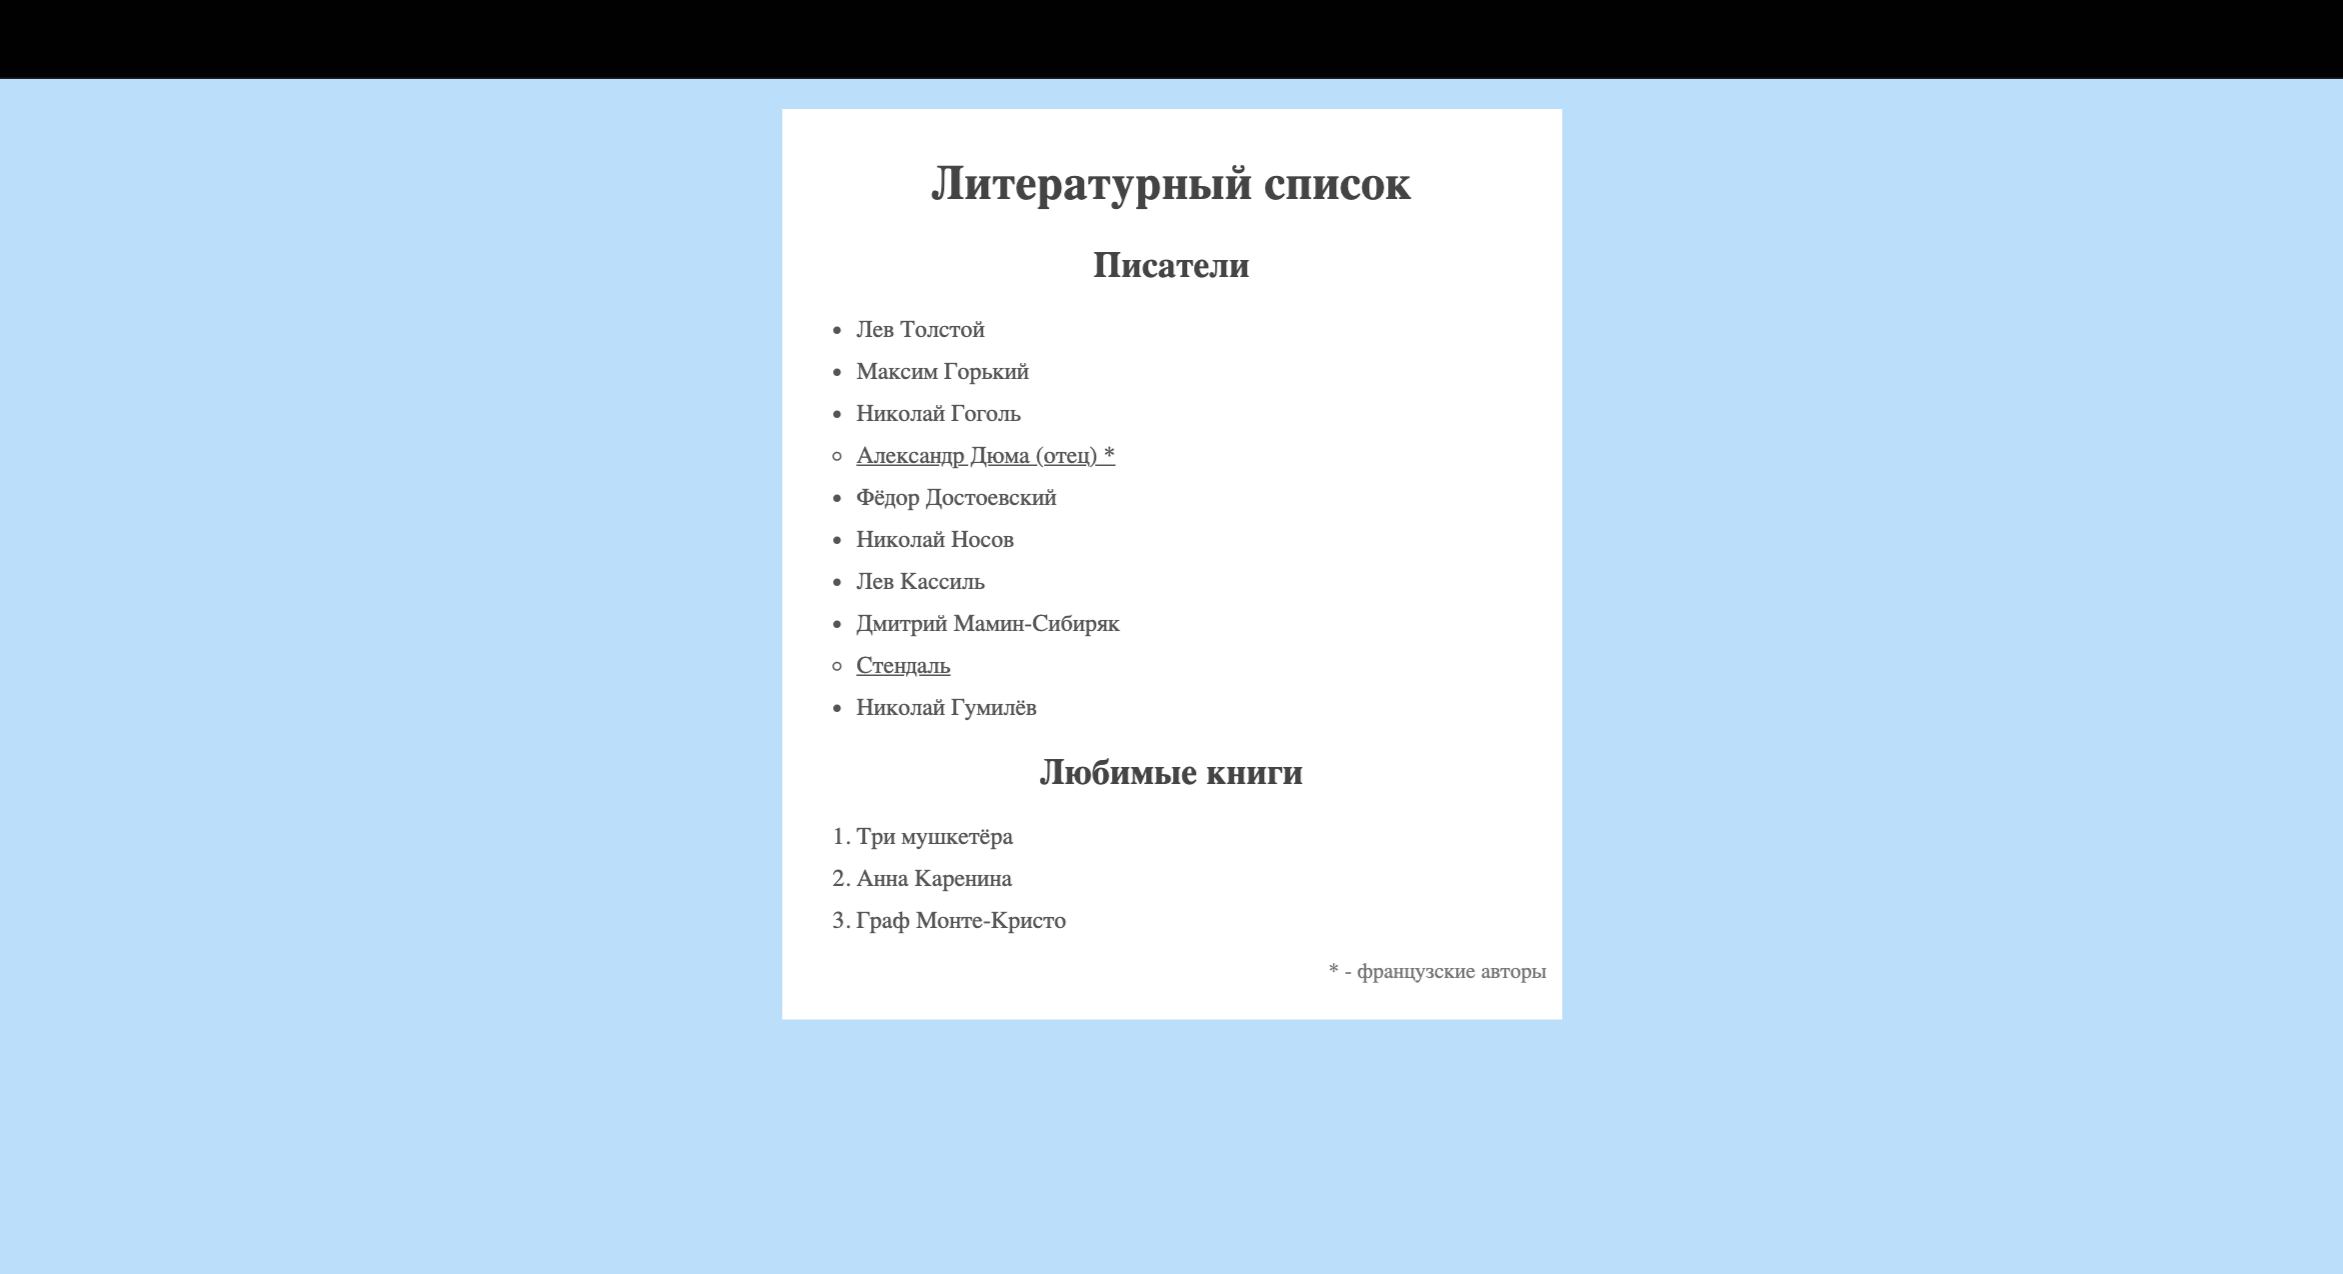 Литературный список
Писатели
Лев Толстой
Максим Горький
Николай Гоголь
Александр Дюма (отец) *
Фёдор Достоевский
Николай Носов
Лев Кассиль
Дмитрий Мамин-Сибиряк
Стендаль
Николай Гумилёв
Любимые книги
1. Три мушкетёра
2. Анна Каренина
3. Граф Монте-Кристо
* - французские авторы